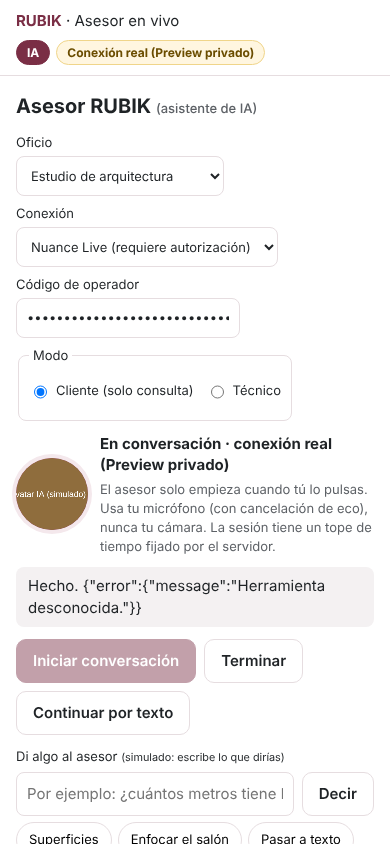 RUBIK · Asesor en vivo
IA Conexión real (Preview privado)
Asesor RUBIK (asistente de IA)
Oficio
Estudio de arquitectura
Conexión
Nuance Live (requiere autorización)
Código de operador
Modo
Cliente (solo consulta) Técnico
vatar IA (simulado)
En conversación · conexión real
(Preview privado)
El asesor solo empieza cuando tú lo pulsas.
Usa tu micrófono (con cancelación de eco),
nunca tu cámara. La sesión tiene un tope de
tiempo fijado por el servidor.
Hecho. {"error":{"message":"Herramienta
desconocida."}}
Iniciar conversación Terminar
Continuar por texto
Di algo al asesor (simulado: escribe lo que dirías)
Por ejemplo: ¿cuántos metros tiene l Decir
Superficies Enfocar el salón Pasar a texto